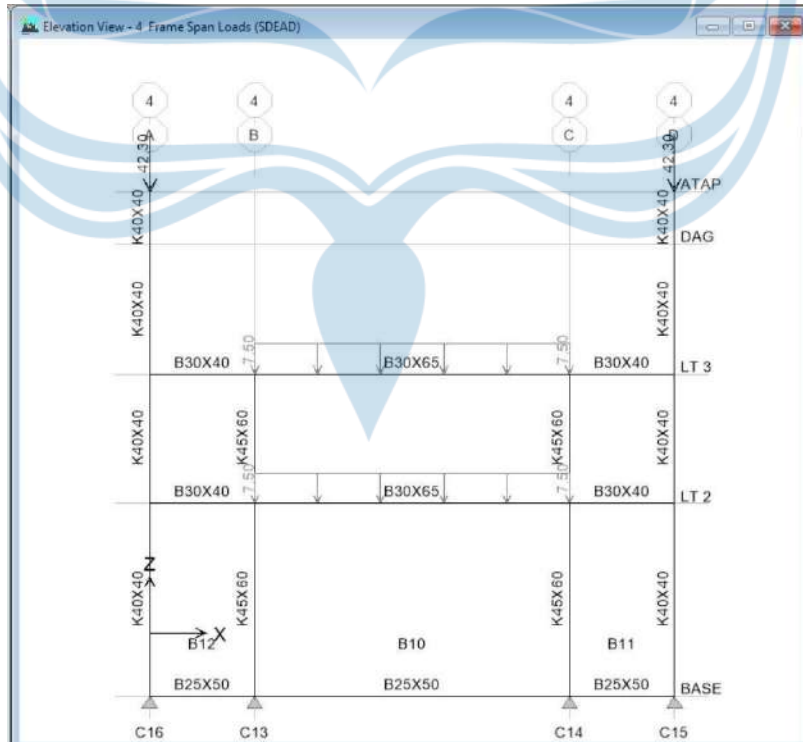 Elevation View - 4 Frame Span Loads (SDEAD)
4 4 4 4
A B C D
42.30 42.30
ATAP
K40X40 K40X40
DAG
K40X40 K40X40
7.50 7.50
B30X40 B30X65 B30X40 LT 3
K40X40 K45X60 K45X60 K40X40
7.50 7.50
B30X40 B30X65 B30X40 LT 2
K40X40 K45X60 K45X60 K40X40
Z
X
B12 B10 B11
B25X50 B25X50 B25X50 BASE
C16 C13 C14 C15